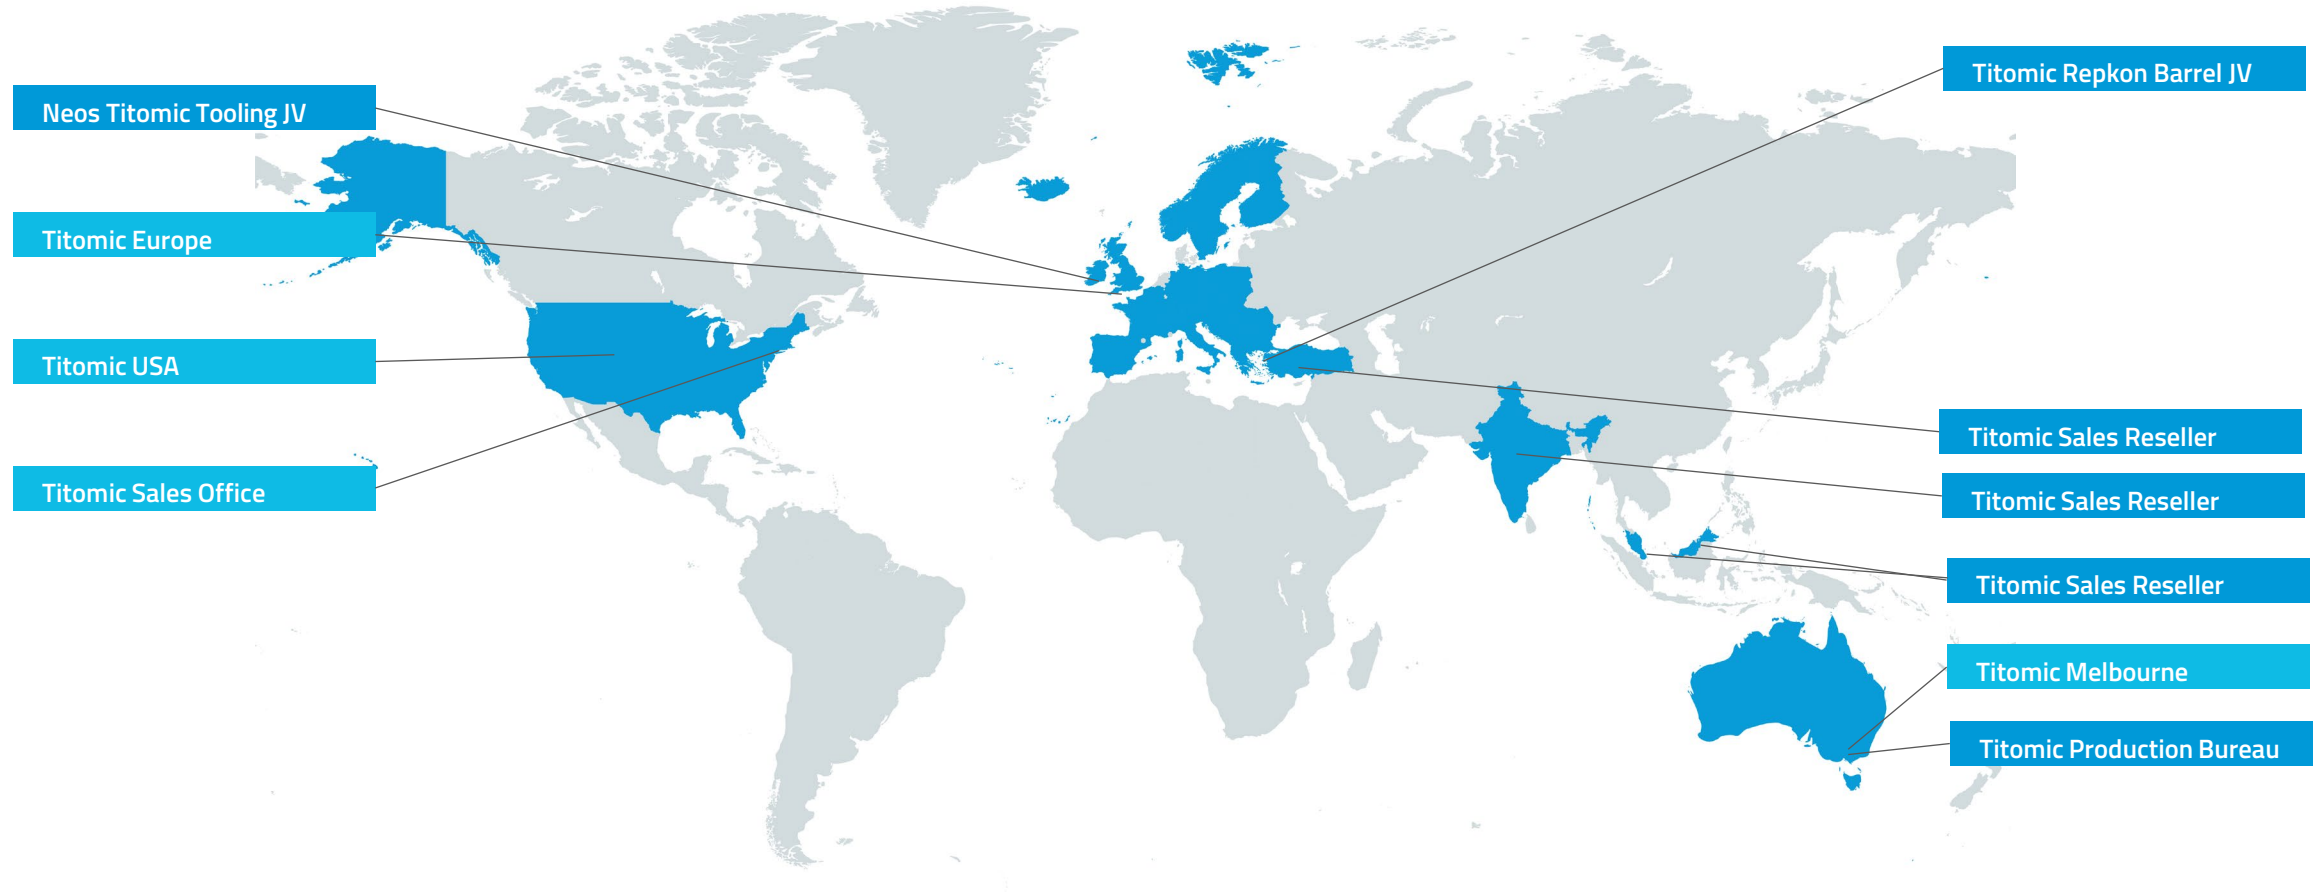 Neos Titomic Tooling JV
Titomic Europe
Titomic USA
Titomic Sales Office
Titomic Repkon Barrel JV
Titomic Sales Reseller
Titomic Sales Reseller
Titomic Sales Reseller
Titomic Melbourne
Titomic Production Bureau